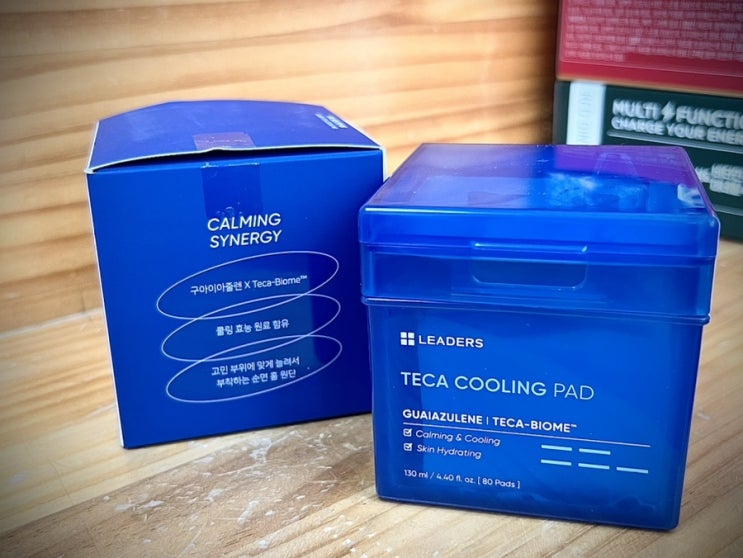 CALMING
SYNERGY
구아이아줄렌 X Teca-Biome™
쿨링 효능 원료 함유
고민 부위에 맞게 늘려서
부착하는 순면 홀 원단
LEADERS
TECA COOLING PAD
GUAIAZULENE | TECA-BIOME™
Calming & Cooling
Skin Hydrating
130 ml / 4.40 fl. oz. [ 80 Pads ]
MULTI FUNCTIO
CHARGE YOUR ENER